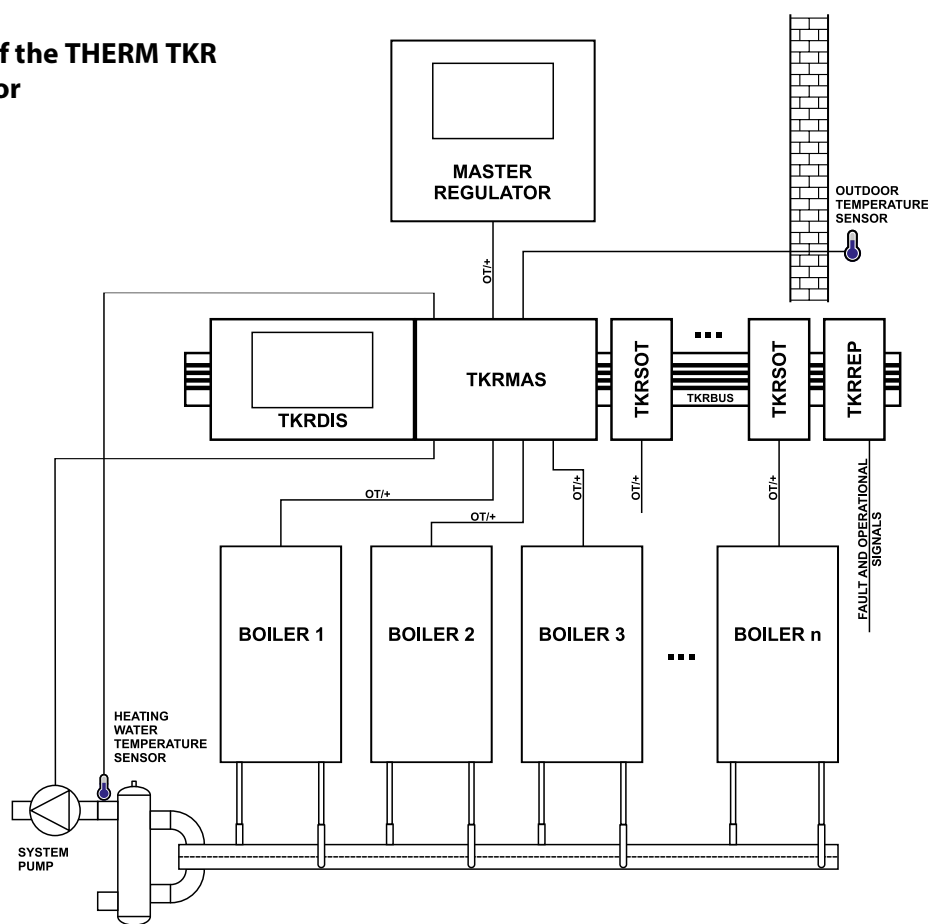 f the THERM TKR
or
MASTER
REGULATOR
OUTDOOR
TEMPERATURE
SENSOR
OT/+
TKRDIS
TKRMAS
TKRSOT
...
TKRBUS
TKRSOT
TKRREP
OT/+
OT/+
OT/+
OT/+
OT/+
FAULT AND OPERATIONAL
SIGNALS
BOILER 1
BOILER 2
BOILER 3
...
BOILER n
HEATING
WATER
TEMPERATURE
SENSOR
SYSTEM
PUMP